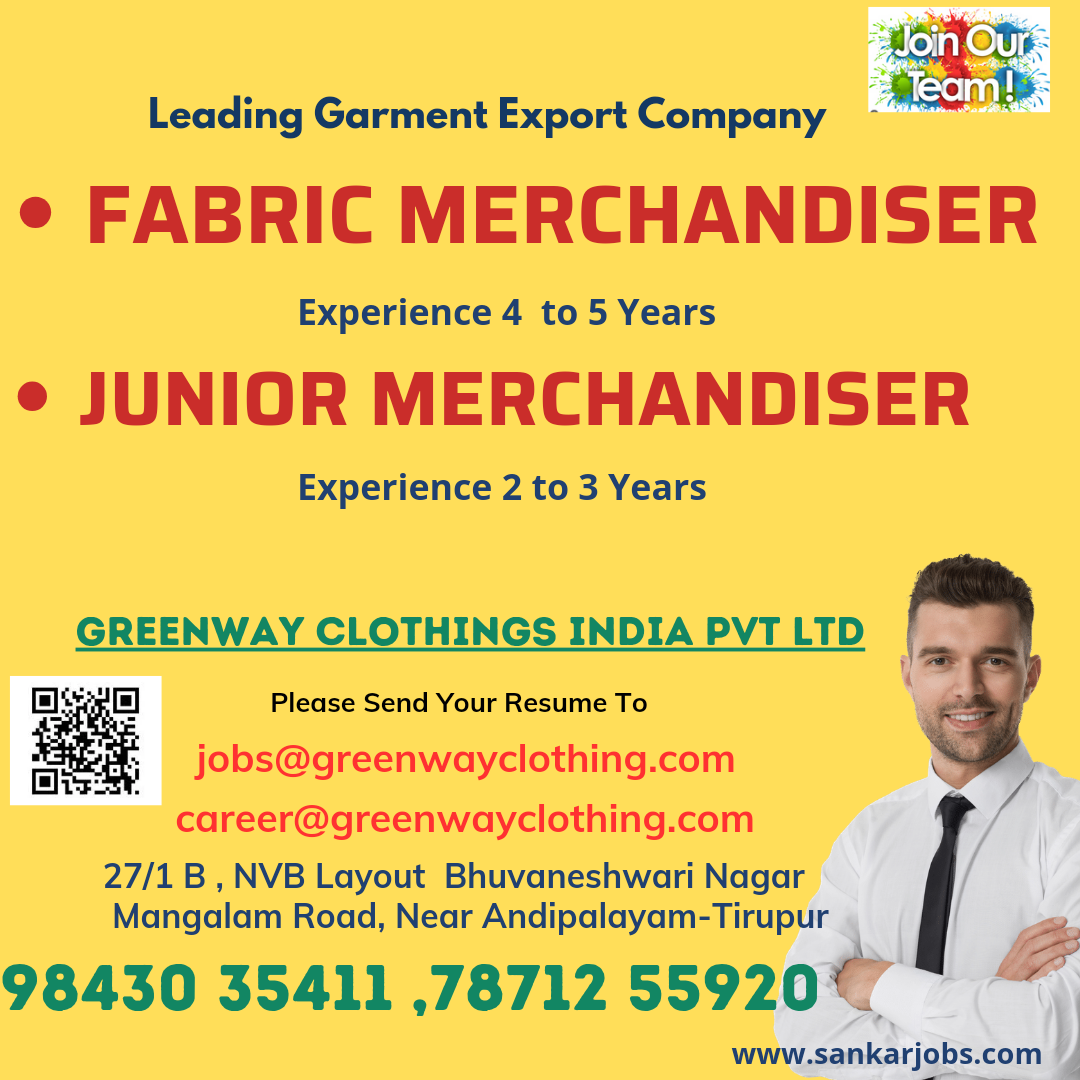 Join Our
Team !
Leading Garment Export Company
• FABRIC MERCHANDISER
Experience 4 to 5 Years
• JUNIOR MERCHANDISER
Experience 2 to 3 Years
GREENWAY CLOTHINGS INDIA PVT LTD
Please Send Your Resume To
jobs@greenwayclothing.com
career@greenwayclothing.com
27/1 B , NVB Layout Bhuvaneshwari Nagar
Mangalam Road, Near Andipalayam-Tirupur
98430 35411 ,78712 55920
www.sankarjobs.com